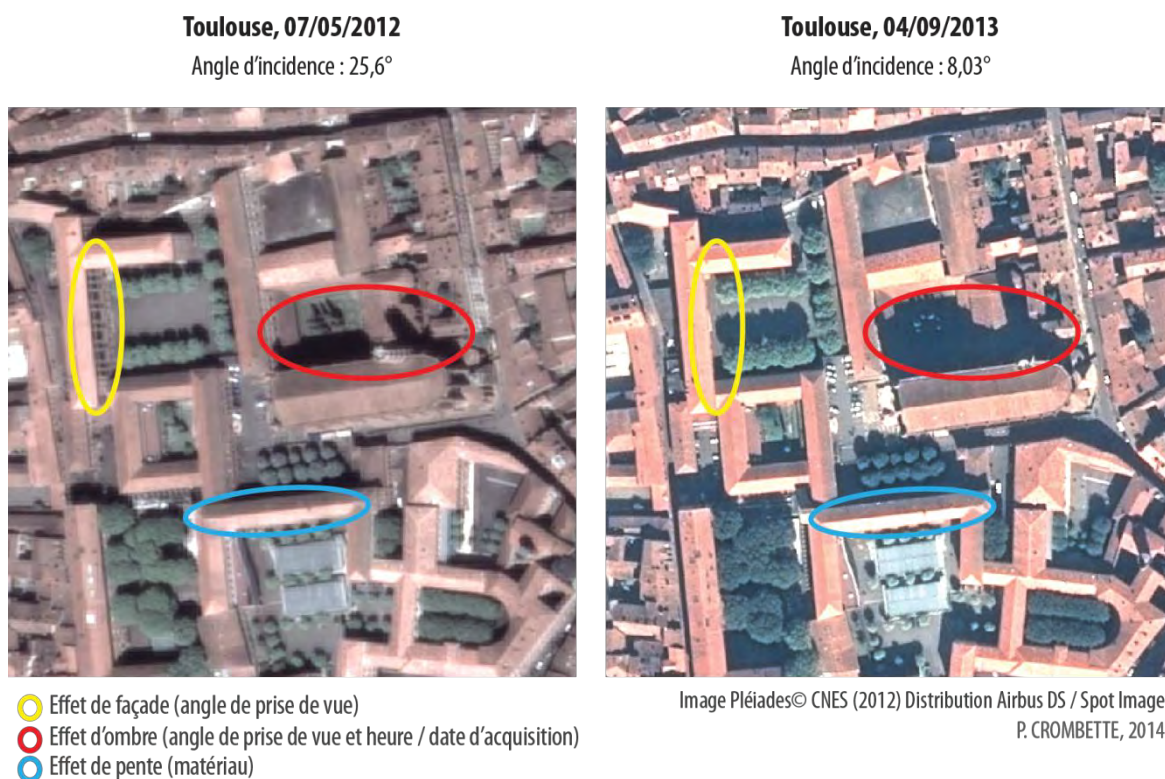 Toulouse, 07/05/2012
Angle d'incidence : 25,6°
Toulouse, 04/09/2013
Angle d'incidence : 8,03°
Effet de façade (angle de prise de vue)
Effet d'ombre (angle de prise de vue et heure / date d'acquisition)
Effet de pente (matériau)
Image Pléiades© CNES (2012) Distribution Airbus DS / Spot Image
P. CROMBETTE, 2014